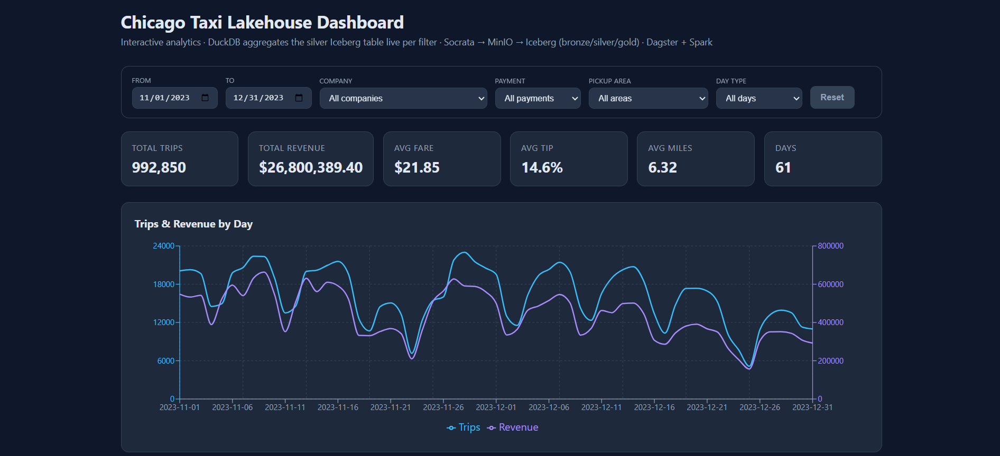 Chicago Taxi Lakehouse Dashboard
Interactive analytics · DuckDB aggregates the silver Iceberg table live per filter · Socrata → MinIO → Iceberg (bronze/silver/gold) · Dagster + Spark
FROM TO COMPANY PAYMENT PICKUP AREA DAY TYPE
11/01/2023 12/31/2023 All companies All payments All areas All days Reset
TOTAL TRIPS TOTAL REVENUE AVG FARE AVG TIP AVG MILES DAYS
992,850 $26,800,389.40 $21.85 14.6% 6.32 61
Trips & Revenue by Day
24000 800000
18000 600000
12000 400000
6000 200000
0 0
2023-11-01 2023-11-06 2023-11-11 2023-11-16 2023-11-21 2023-11-26 2023-12-01 2023-12-06 2023-12-11 2023-12-16 2023-12-21 2023-12-26 2023-12-31
Trips Revenue